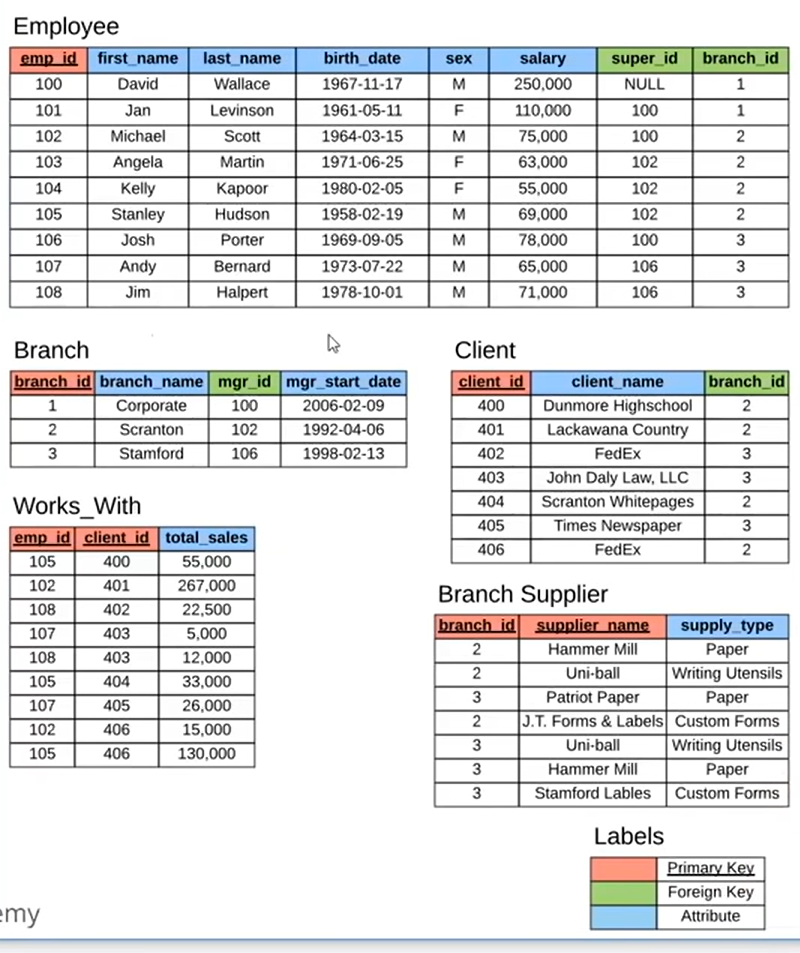 Employee
emp_id first_name last_name birth_date sex salary super_id branch_id
100 David Wallace 1967-11-17 M 250,000 NULL 1
101 Jan Levinson 1961-05-11 F 110,000 100 1
102 Michael Scott 1964-03-15 M 75,000 100 2
103 Angela Martin 1971-06-25 F 63,000 102 2
104 Kelly Kapoor 1980-02-05 F 55,000 102 2
105 Stanley Hudson 1958-02-19 M 69,000 102 2
106 Josh Porter 1969-09-05 M 78,000 100 3
107 Andy Bernard 1973-07-22 M 65,000 106 3
108 Jim Halpert 1978-10-01 M 71,000 106 3
Branch
branch_id branch_name mgr_id mgr_start_date
1 Corporate 100 2006-02-09
2 Scranton 102 1992-04-06
3 Stamford 106 1998-02-13
Works_With
emp_id client_id total_sales
105 400 55,000
102 401 267,000
108 402 22,500
107 403 5,000
108 403 12,000
105 404 33,000
107 405 26,000
102 406 15,000
105 406 130,000
Client
client_id client_name branch_id
400 Dunmore Highschool 2
401 Lackawana Country 2
402 FedEx 3
403 John Daly Law, LLC 3
404 Scranton Whitepages 2
405 Times Newspaper 3
406 FedEx 2
Branch Supplier
branch_id supplier_name supply_type
2 Hammer Mill Paper
2 Uni-ball Writing Utensils
3 Patriot Paper Paper
2 J.T. Forms & Labels Custom Forms
3 Uni-ball Writing Utensils
3 Hammer Mill Paper
3 Stamford Lables Custom Forms
Labels
Primary Key
Foreign Key
Attribute
emy